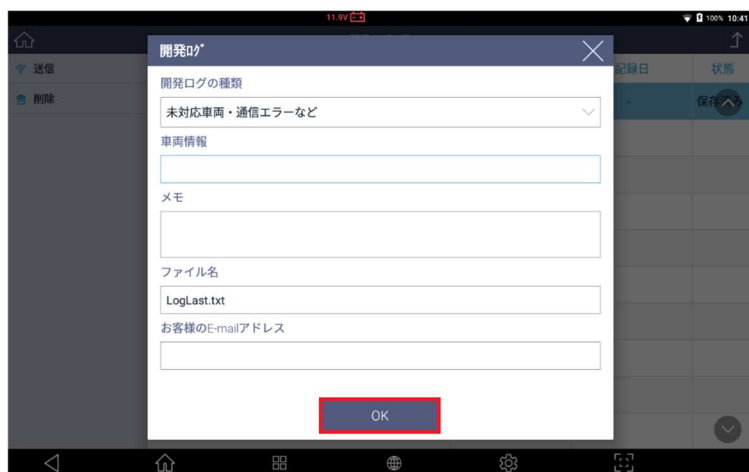 11.9V
100% 10:41
開発ﾛｸﾞ
送信
記録日
状態
開発ログの種類
削除
未対応車両・通信エラーなど
-
車両情報
メモ
ファイル名
LogLast.txt
お客様のE-mailアドレス
OK